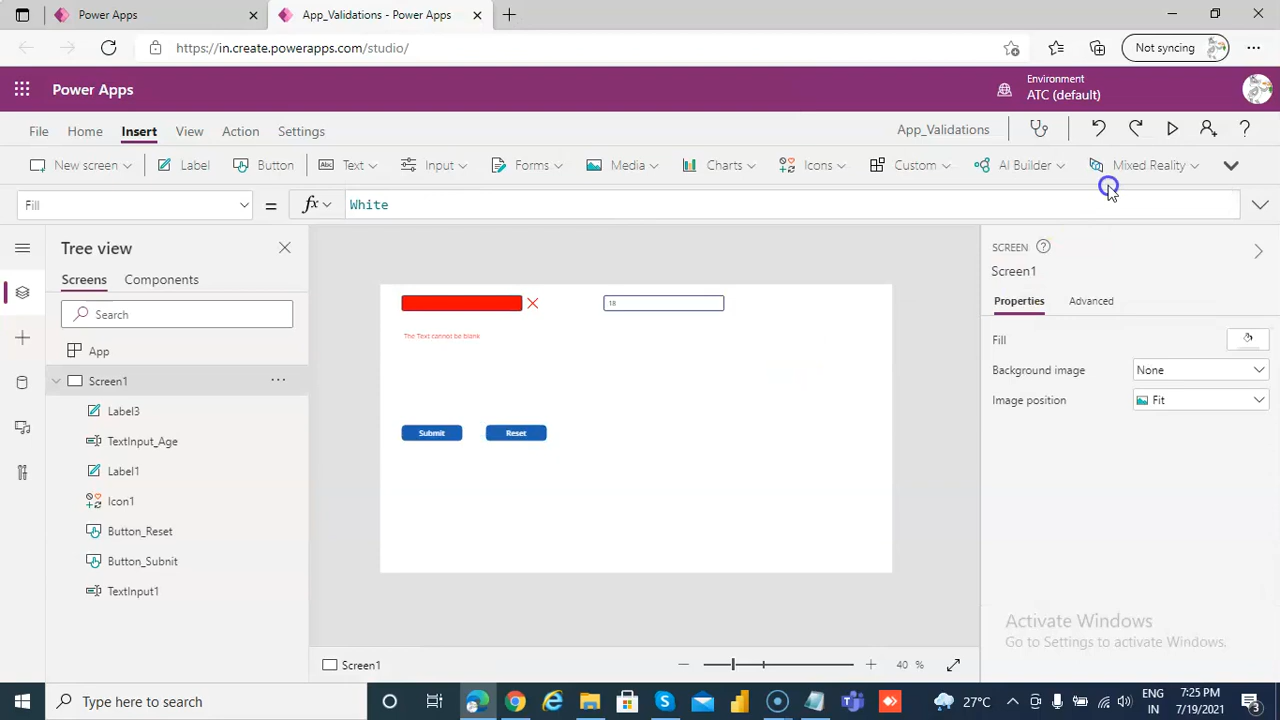 Power Apps
App_Validations - Power Apps
https://in.create.powerapps.com/studio/
Not syncing
Power Apps
Environment
ATC (default)
File
Home
Insert
View
Action
Settings
App_Validations
New screen
Label
Button
Abc
Text
Input
Forms
Media
Charts
Icons
Custom
AI Builder
Mixed Reality
Fill
=
fx
White
Tree view
Screens
Components
Search
App
Screen1
Label3
TextInput_Age
Label1
Icon1
Button_Reset
Button_Subnit
TextInput1
18
The Text cannot be blank
Submit
Reset
SCREEN
Screen1
Properties
Advanced
Fill
Background image
None
Image position
Fit
Activate Windows
Go to Settings to activate Windows.
Screen1
40 %
Type here to search
27°C
ENG
IN
7:25 PM
7/19/2021
3